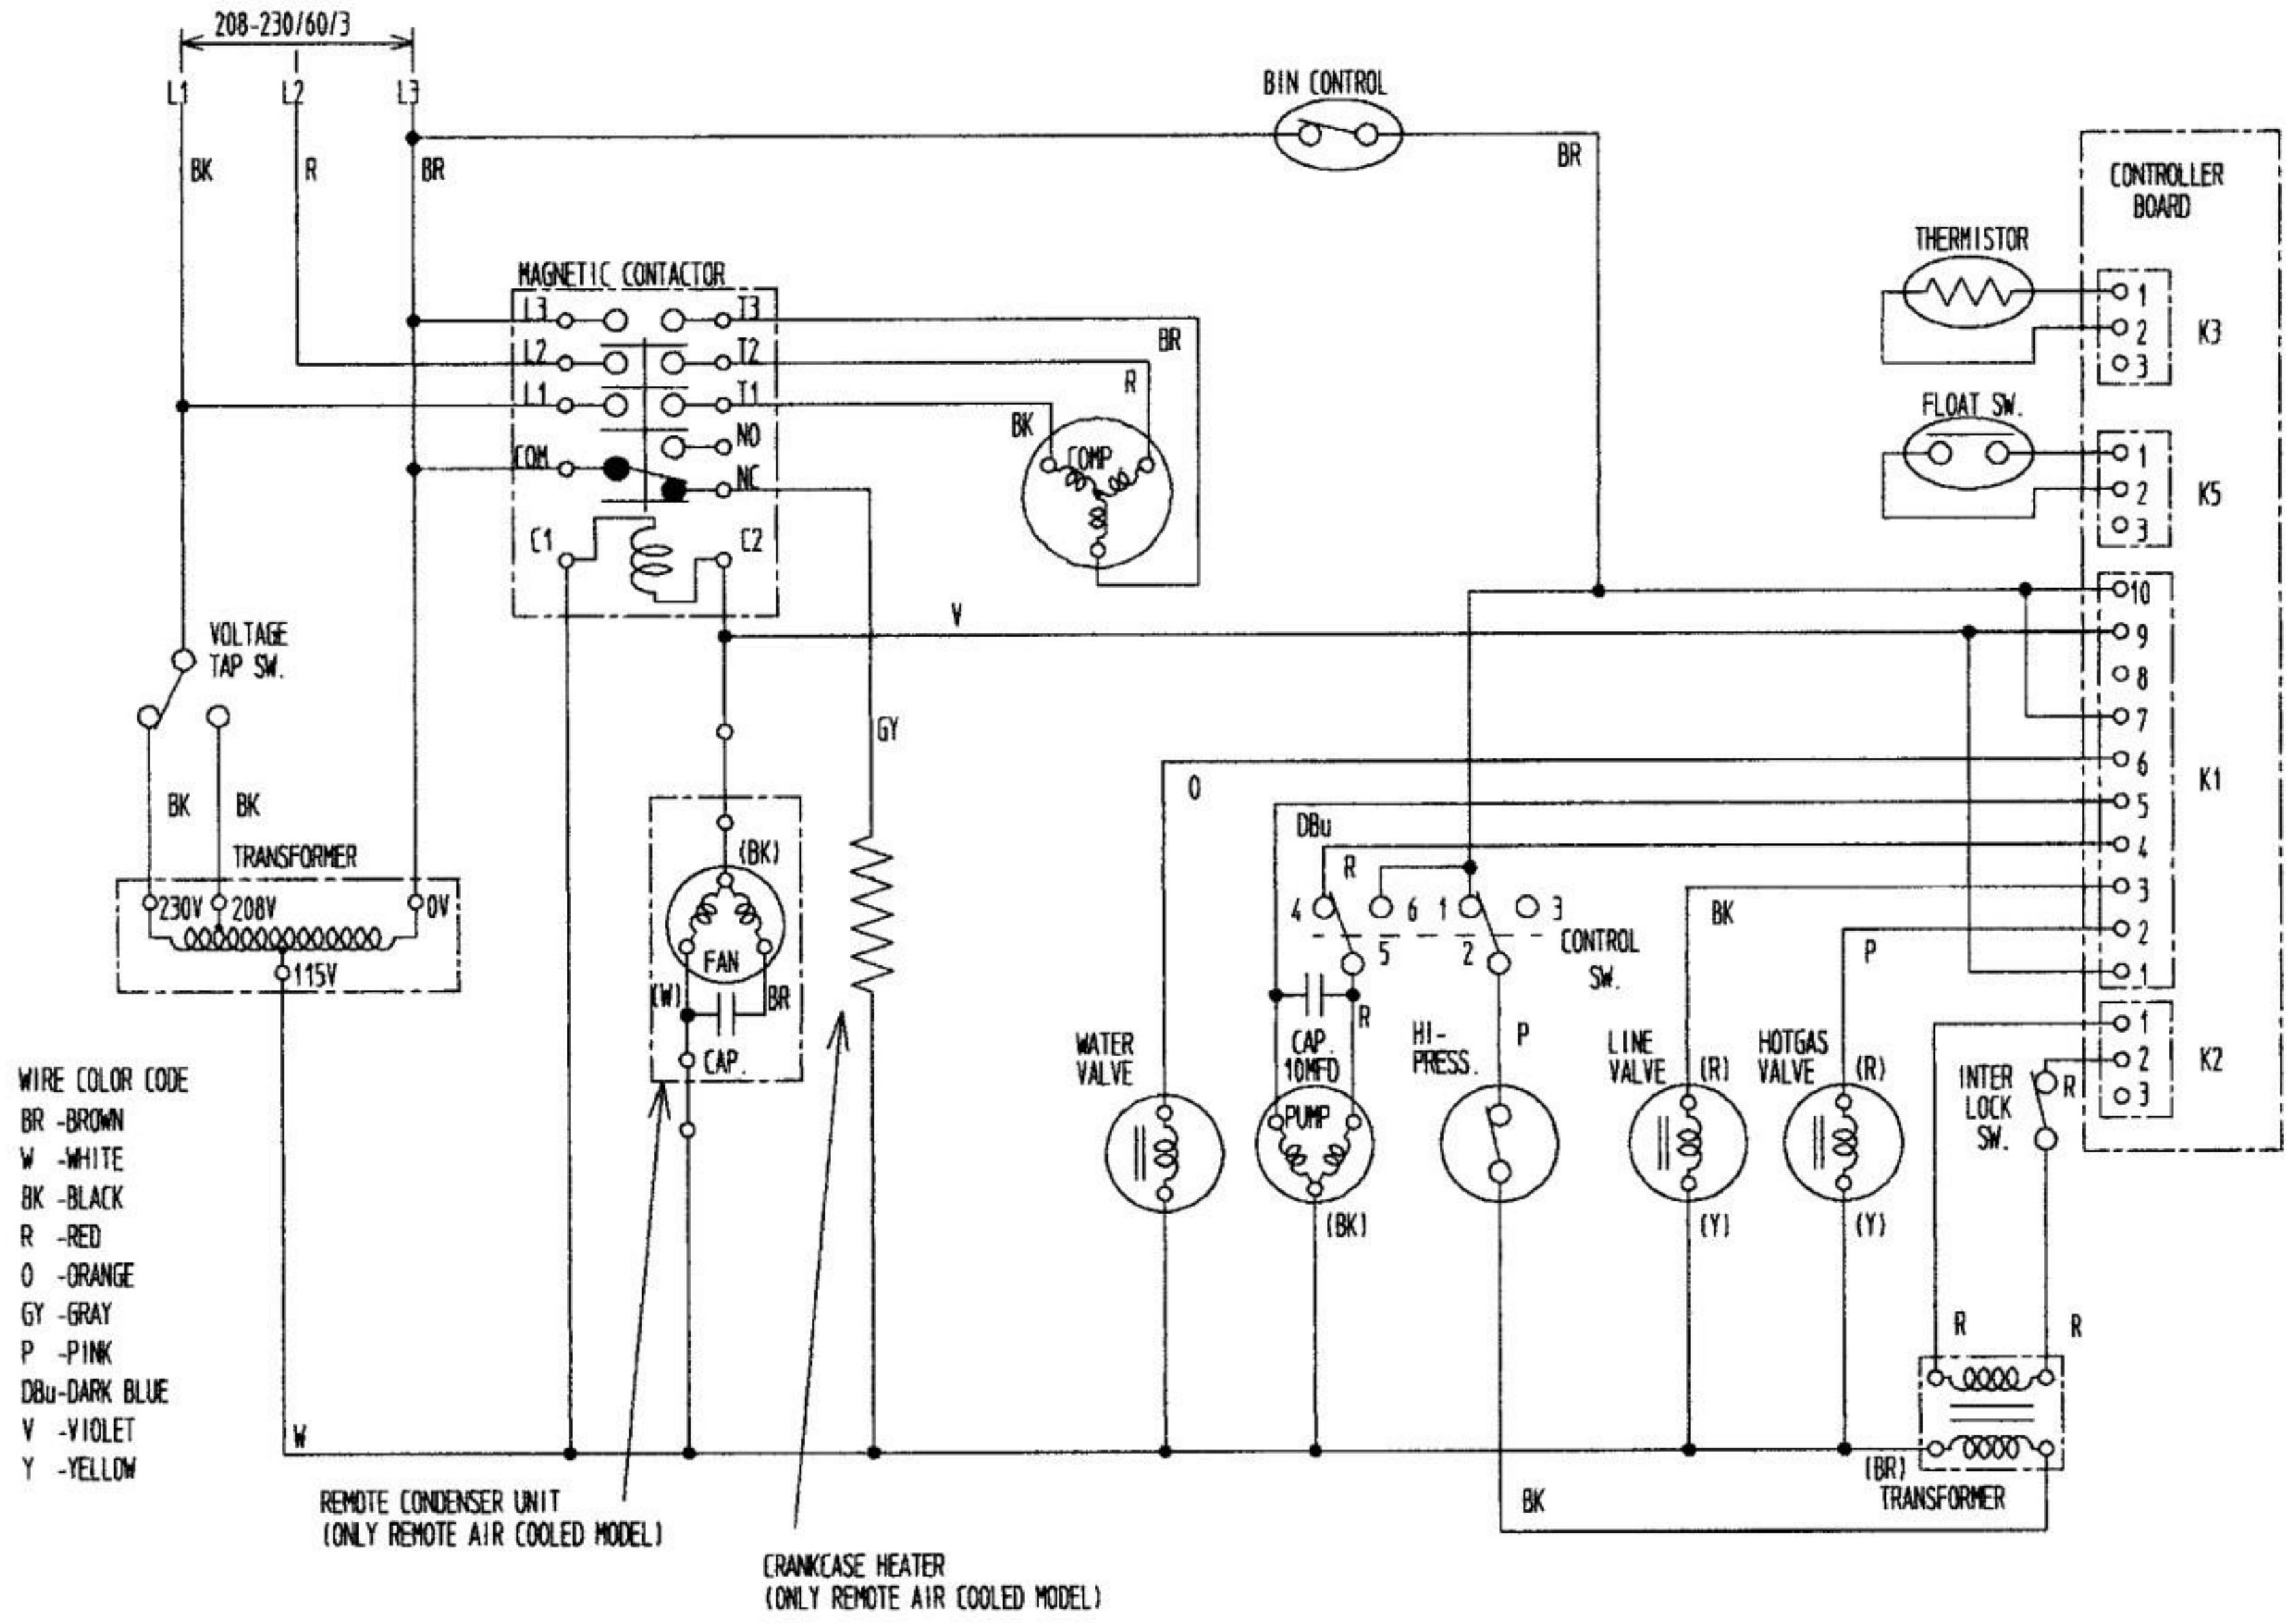 208-230/60/3
L1
L2
L3
BK
R
BR
BIN CONTROL
BR
CONTROLLER
BOARD
THERMISTOR
1
2
3
K3
FLOAT SW.
1
2
3
K5
MAGNETIC CONTACTOR
L3
T3
L2
T2
L1
T1
NO
COM
NC
C1
C2
BR
R
BK
COMP.
V
10
9
8
7
6
5
4
3
2
1
K1
VOLTAGE
TAP SW.
BK
BK
GY
O
DBu
R
BK
P
TRANSFORMER
230V
208V
0V
115V
(BK)
FAN
(W)
BR
CAP.
4
6
1
3
5
2
CONTROL
SW.
R
CAP.
10MFD
WATER
VALVE
PUMP
(BK)
HI-
PRESS.
P
LINE
VALVE
(R)
(Y)
HOTGAS
VALVE
(R)
(Y)
INTER
LOCK
SW.
R
1
2
3
K2
R
R
(BR)
TRANSFORMER
BK
W
WIRE COLOR CODE
BR -BROWN
W -WHITE
BK -BLACK
R -RED
O -ORANGE
GY -GRAY
P -PINK
DBu-DARK BLUE
V -VIOLET
Y -YELLOW
REMOTE CONDENSER UNIT
(ONLY REMOTE AIR COOLED MODEL)
CRANKCASE HEATER
(ONLY REMOTE AIR COOLED MODEL)